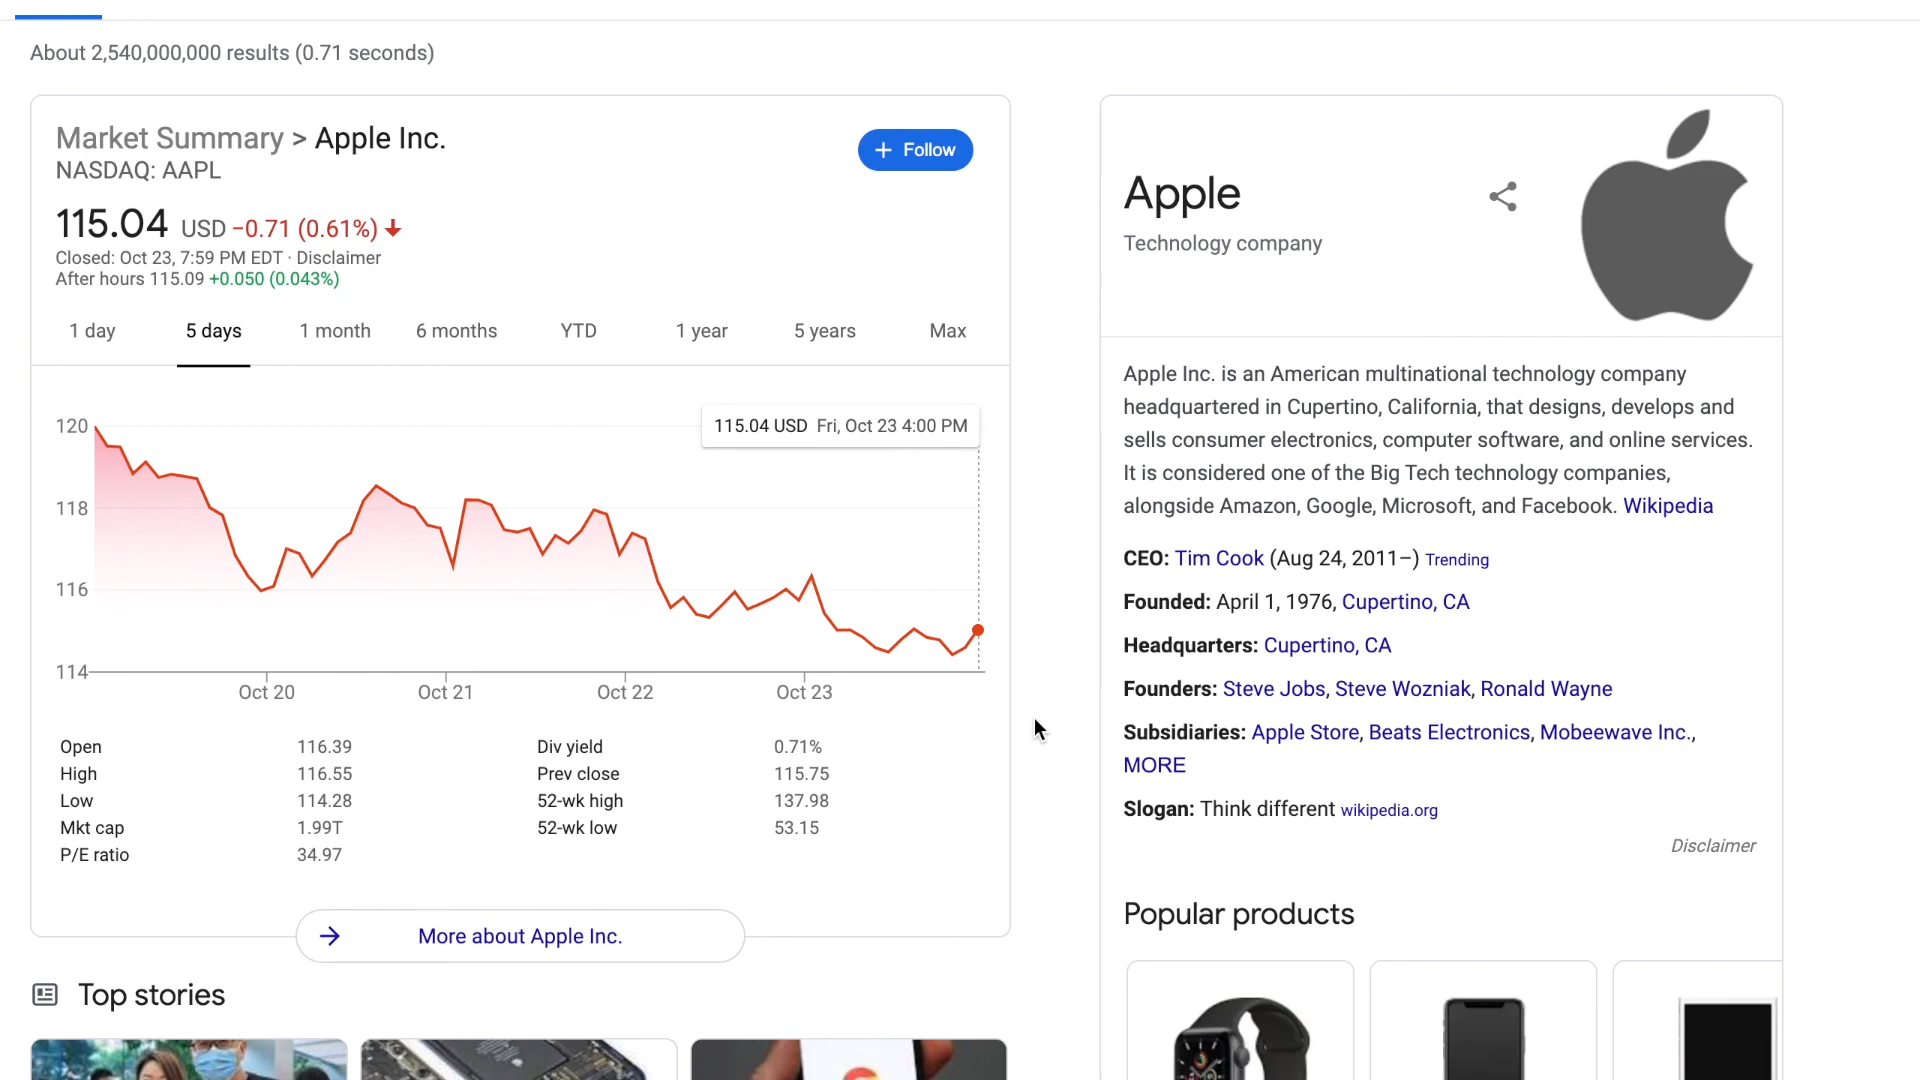 About 2,540,000,000 results (0.71 seconds)
Market Summary > Apple Inc.
NASDAQ: AAPL
+ Follow
115.04 USD −0.71 (0.61%)
Closed: Oct 23, 7:59 PM EDT · Disclaimer
After hours 115.09 +0.050 (0.043%)
1 day 5 days 1 month 6 months YTD 1 year 5 years Max
115.04 USD Fri, Oct 23 4:00 PM
120
118
116
114
Oct 20 Oct 21 Oct 22 Oct 23
Open 116.39 Div yield 0.71%
High 116.55 Prev close 115.75
Low 114.28 52-wk high 137.98
Mkt cap 1.99T 52-wk low 53.15
P/E ratio 34.97
More about Apple Inc.
Top stories
Apple
Technology company
Apple Inc. is an American multinational technology company
headquartered in Cupertino, California, that designs, develops and
sells consumer electronics, computer software, and online services.
It is considered one of the Big Tech technology companies,
alongside Amazon, Google, Microsoft, and Facebook. Wikipedia
CEO: Tim Cook (Aug 24, 2011–) Trending
Founded: April 1, 1976, Cupertino, CA
Headquarters: Cupertino, CA
Founders: Steve Jobs, Steve Wozniak, Ronald Wayne
Subsidiaries: Apple Store, Beats Electronics, Mobeewave Inc.,
MORE
Slogan: Think different wikipedia.org
Disclaimer
Popular products